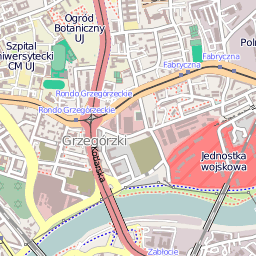 Ogród
Botaniczny
UJ
Szpital
Uniwersytecki
CM UJ
Fabryczna
Fabryczna
Rondo Grzegórzeckie
Rondo Grzegórzeckie
Grzegórzki
Kotlarska
Jednostka
wojskowa
Zabłocie